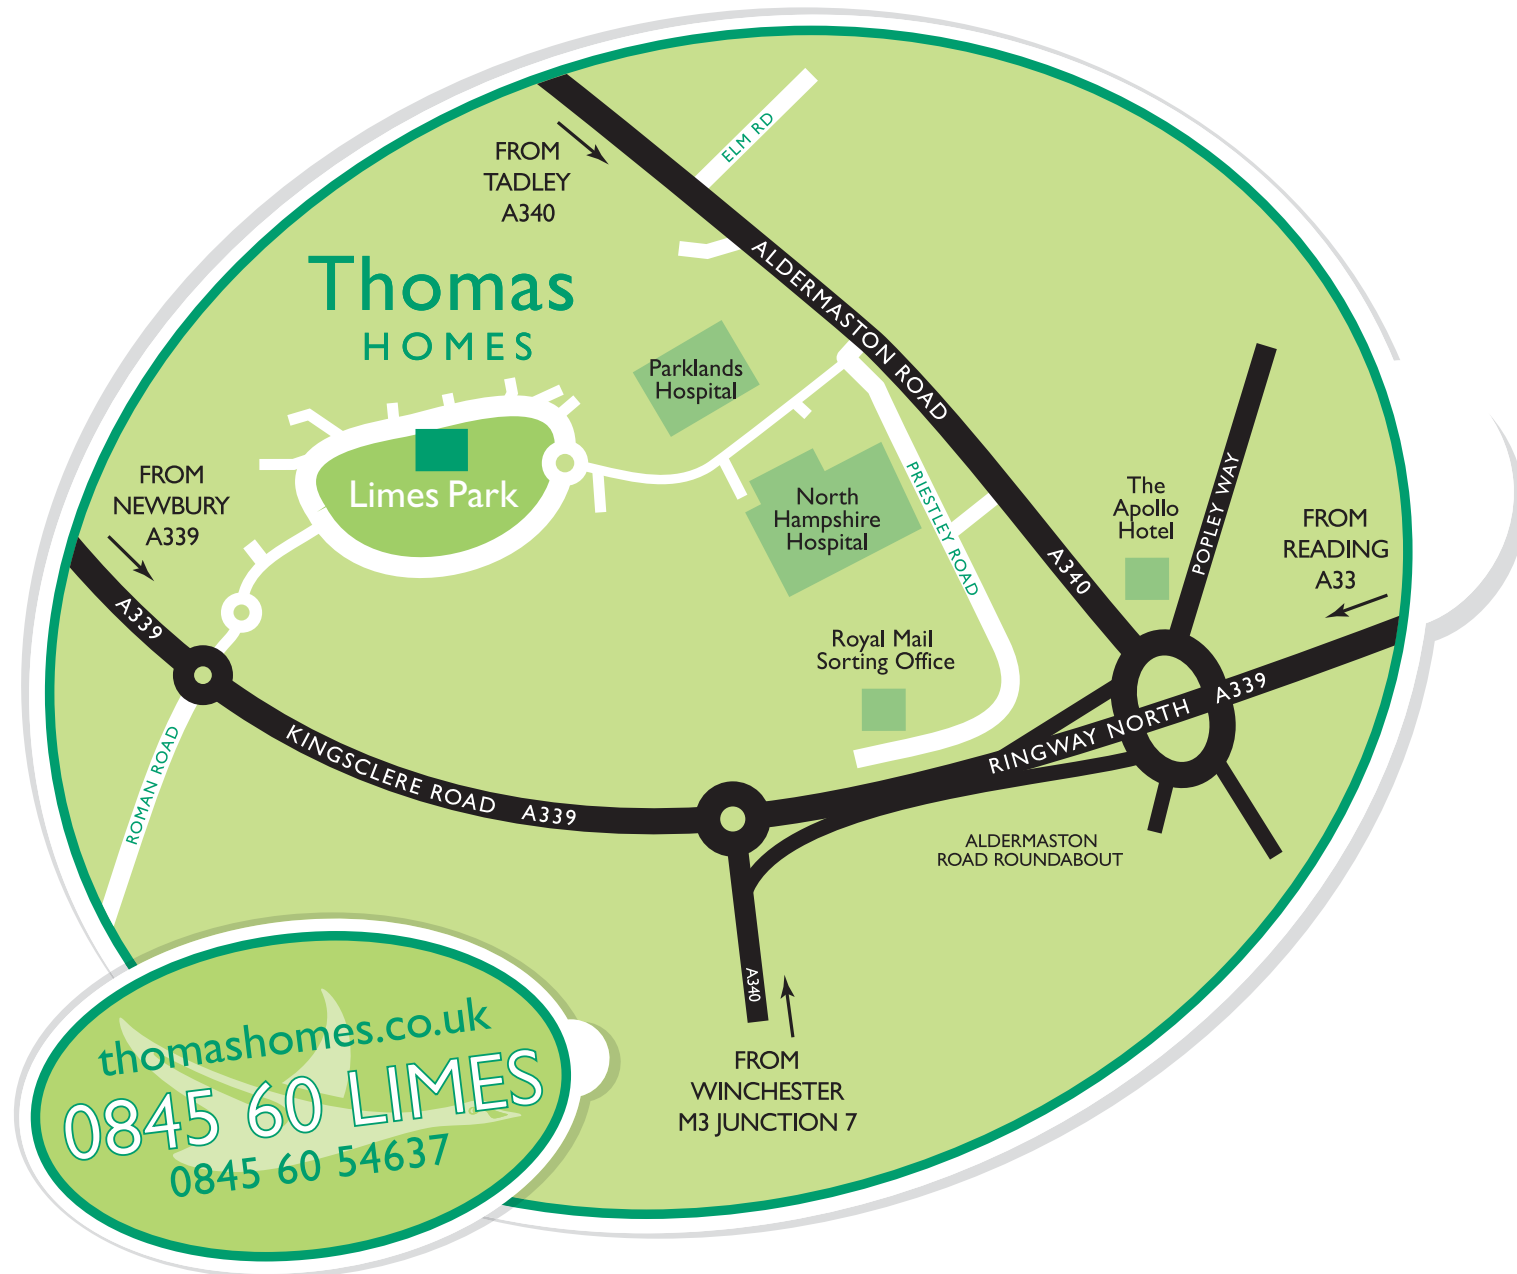 ELM RD
FROM
TADLEY
A340
ALDERMASTON ROAD
Thomas
HOMES
Parklands
Hospital
FROM
NEWBURY
A339
Limes Park
North
Hampshire
Hospital
PRIESTLEY ROAD
The
Apollo
Hotel
POPLEY WAY
FROM
READING
A33
A340
A339
Royal Mail
Sorting Office
RINGWAY NORTH A339
ROMAN ROAD
KINGSCLERE ROAD A339
ALDERMASTON
ROAD ROUNDABOUT
A340
FROM
WINCHESTER
M3 JUNCTION 7
thomashomes.co.uk
0845 60 LIMES
0845 60 54637